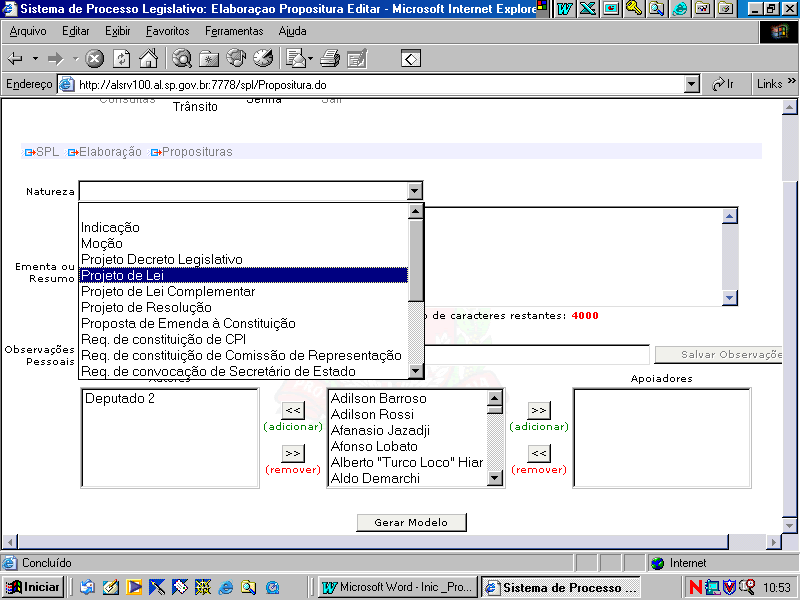 Sistema de Processo Legislativo: Elaboraçao Propositura Editar - Microsoft Internet Explore
Arquivo Editar Exibir Favoritos Ferramentas Ajuda
Endereço http://alsrv100.al.sp.gov.br:7778/spl/Propositura.do Ir Links »
Consultas Trânsito Senha Sair
SPL Elaboração Proposituras
Natureza
Indicação
Moção
Projeto Decreto Legislativo
Projeto de Lei
Projeto de Lei Complementar
Projeto de Resolução
Proposta de Emenda à Constituição
Req. de constituição de CPI
Req. de constituição de Comissão de Representação
Req. de convocação de Secretário de Estado
Ementa ou
Resumo
o de caracteres restantes: 4000
Observações
Pessoais
Salvar Observaçõe
Autores
Apoiadores
Deputado 2
<<
(adicionar)
>>
(remover)
Adilson Barroso
Adilson Rossi
Afanasio Jazadji
Afonso Lobato
Alberto "Turco Loco" Hiar
Aldo Demarchi
>>
(adicionar)
<<
(remover)
Gerar Modelo
Concluído Internet
Iniciar Microsoft Word - Inic _Pro... Sistema de Processo ... 10:53